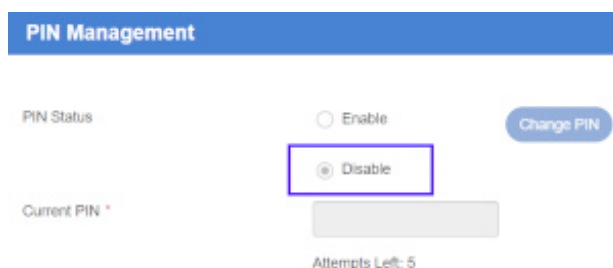 PIN Management
PIN Status
Enable
Change PIN
Disable
Current PIN *
Attempts Left: 5